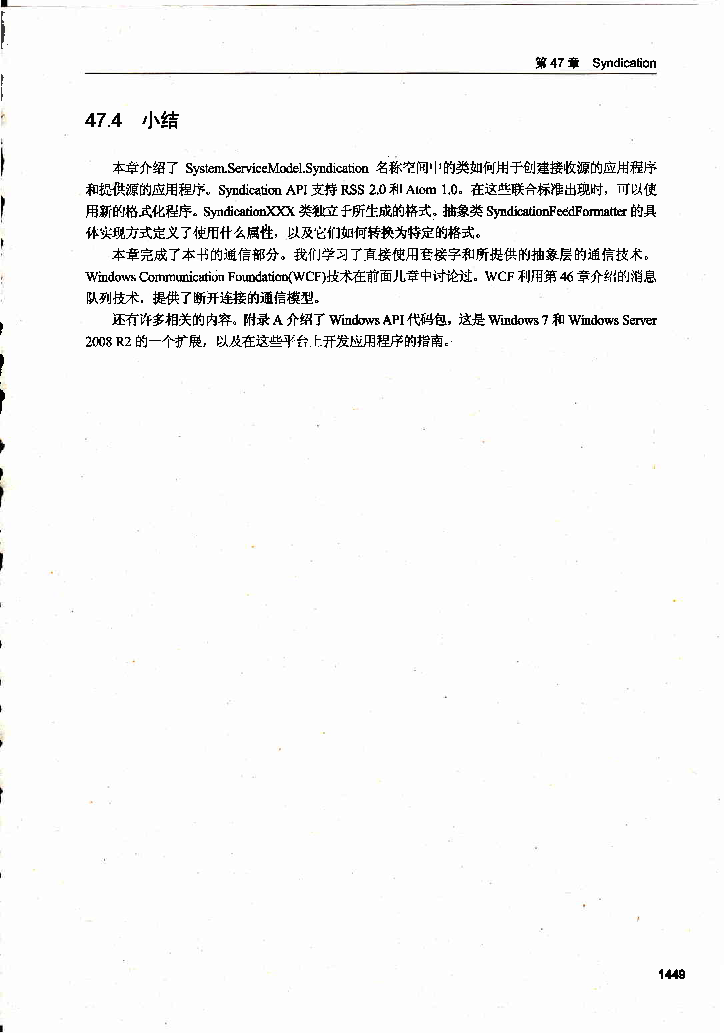 第 47 章 Syndication
47.4 小结
本章介绍了 System.ServiceModel.Syndication 名称空间中的类如何用于创建接收源的应用程序
和提供源的应用程序。Syndication API 支持 RSS 2.0 和 Atom 1.0。在这些联合标准出现时，可以使
用新的格式化程序。SyndicationXXX 类独立于所生成的格式。抽象类 SyndicationFeedFormatter 的具
体实现方式定义了使用什么属性，以及它们如何转换为特定的格式。
本章完成了本书的通信部分。我们学习了直接使用套接字和所提供的抽象层的通信技术。
Windows Communication Foundation(WCF)技术在前面几章中讨论过。WCF 利用第 46 章介绍的消息
队列技术，提供了断开连接的通信模型。
还有许多相关的内容。附录 A 介绍了 Windows API 代码包，这是 Windows 7 和 Windows Server
2008 R2 的一个扩展，以及在这些平台上开发应用程序的指南。
1449